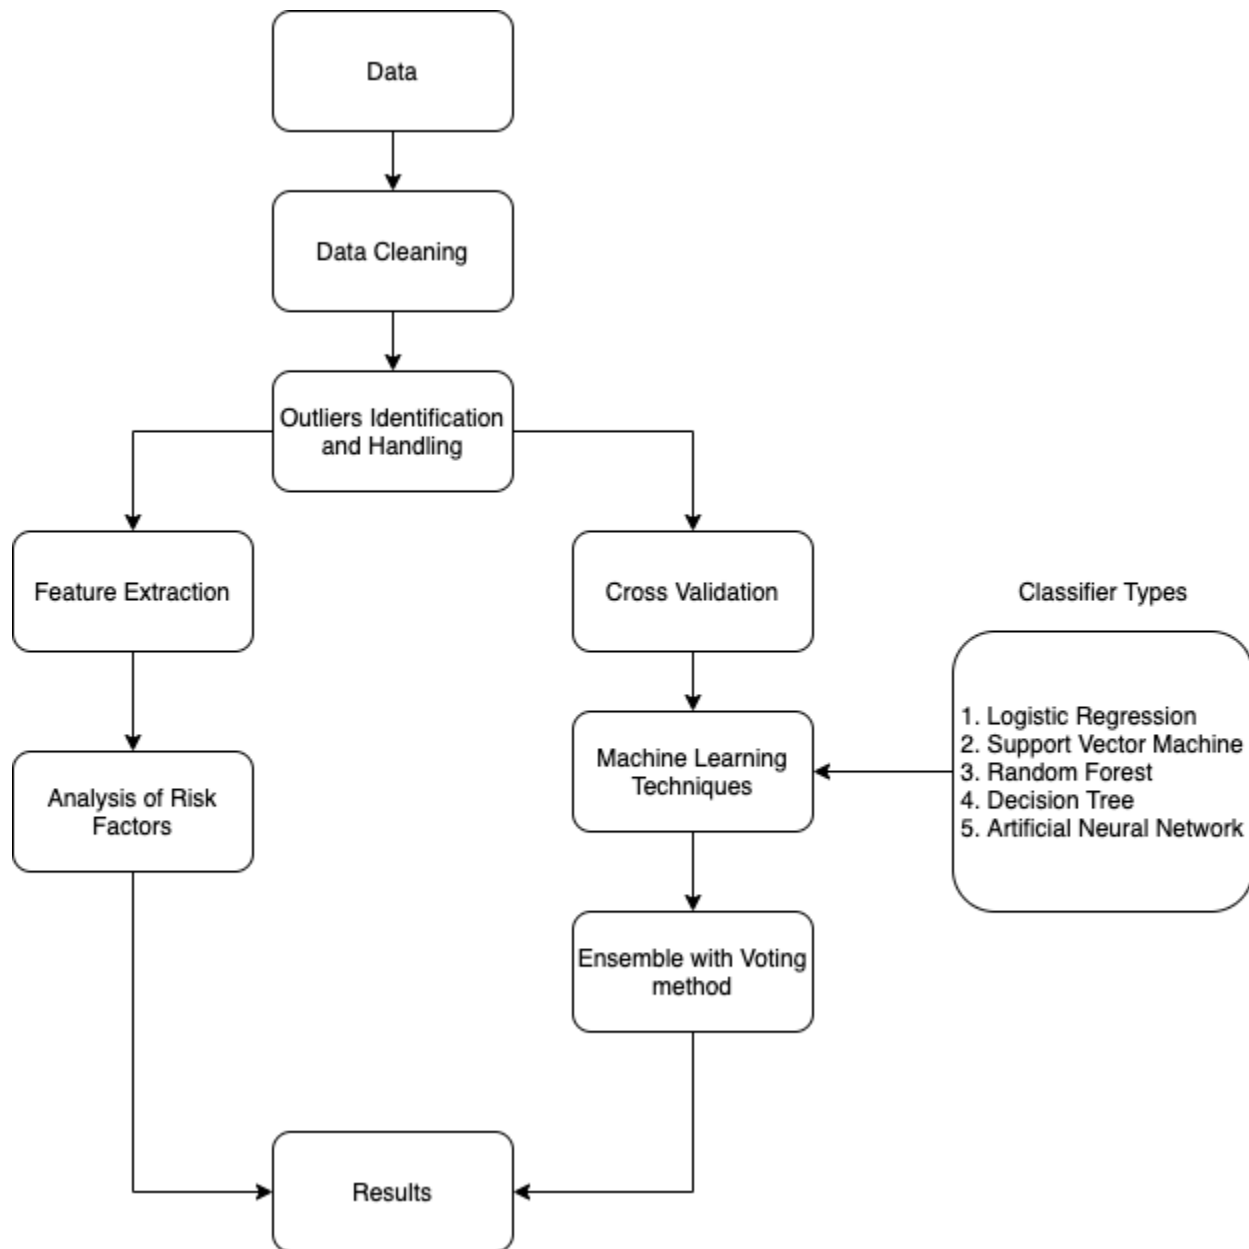 Data
Data Cleaning
Outliers Identification
and Handling
Feature Extraction
Cross Validation
Classifier Types
Analysis of Risk
Factors
Machine Learning
Techniques
1. Logistic Regression
2. Support Vector Machine
3. Random Forest
4. Decision Tree
5. Artificial Neural Network
Ensemble with Voting
method
Results